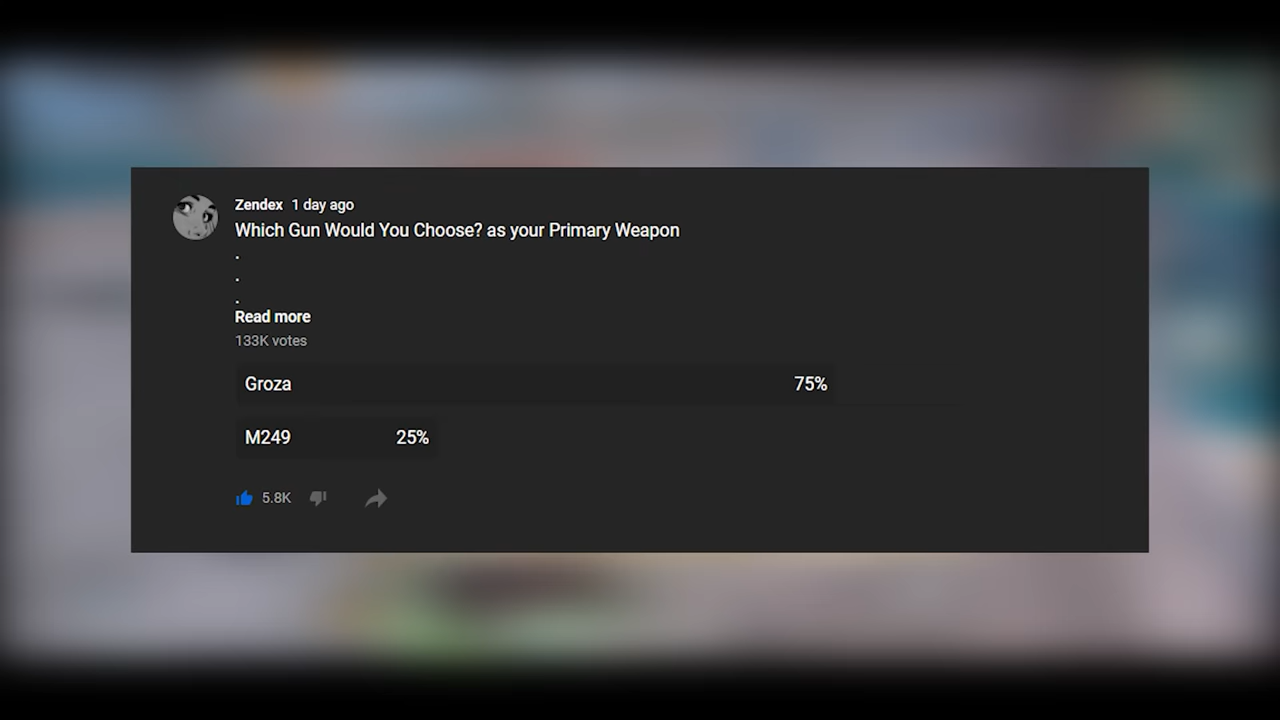 Zendex 1 day ago
Which Gun Would You Choose? as your Primary Weapon
.
.
.
Read more
133K votes
Groza 75%
M249 25%
5.8K